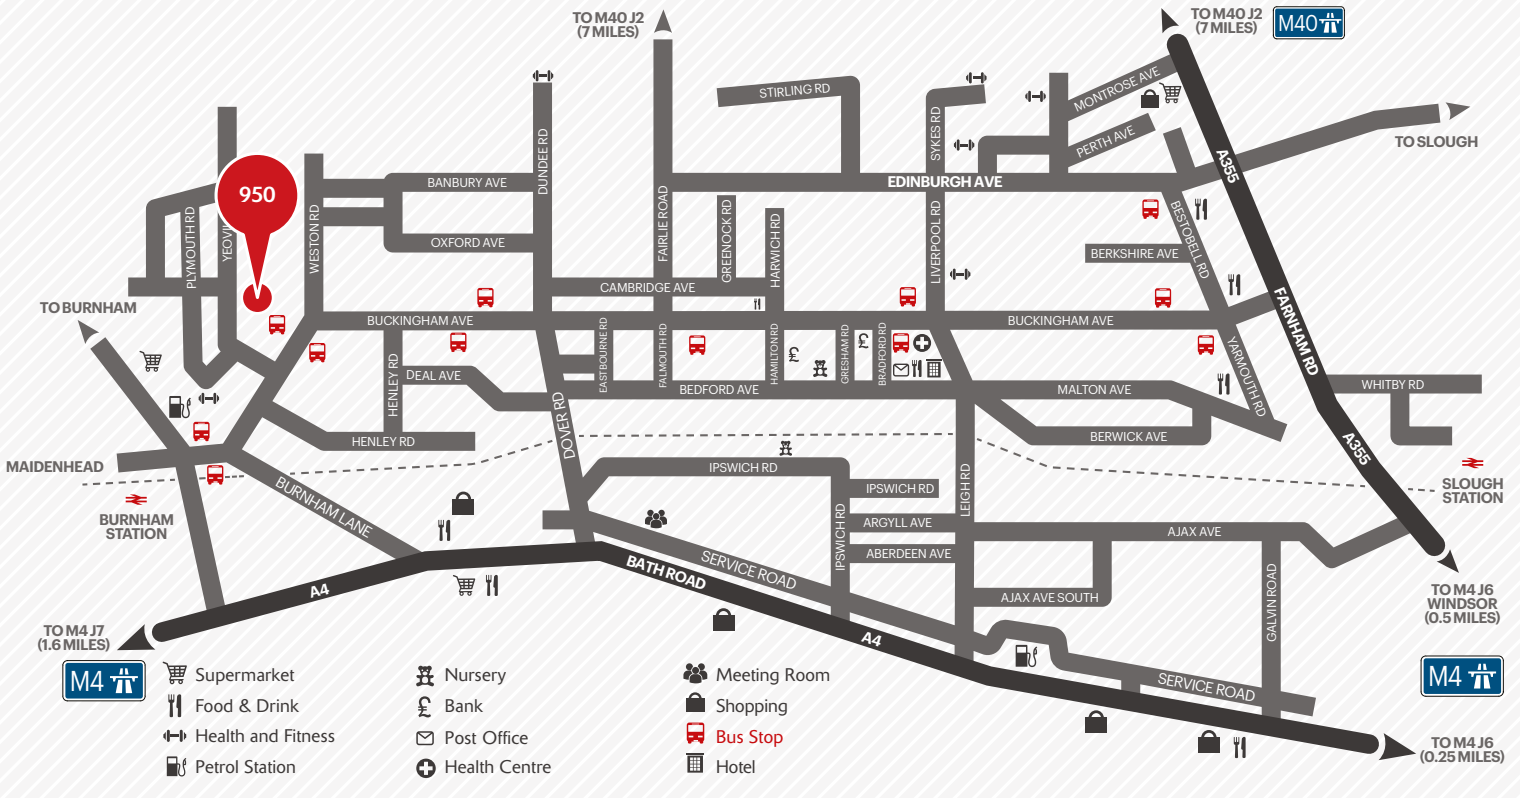 TO M40 J2
(7 MILES)
TO M40 J2
(7 MILES)
M40
STIRLING RD
MONTROSE AVE
PERTH AVE
TO SLOUGH
SYKES RD
DUNDEE RD
A355
BANBURY AVE
EDINBURGH AVE
950
PLYMOUTH RD
YEOVIL
WESTON RD
OXFORD AVE
FAIRLIE ROAD
GREENOCK RD
HARWICH RD
LIVERPOOL RD
BESTOBELL RD
BERKSHIRE AVE
CAMBRIDGE AVE
TO BURNHAM
BUCKINGHAM AVE
BUCKINGHAM AVE
FARNHAM RD
EASTBOURNE RD
FALMOUTH RD
HAMILTON RD
GRESHAM RD
BRADFORD RD
YARMOUTH RD
HENLEY RD
DEAL AVE
BEDFORD AVE
MALTON AVE
WHITBY RD
DOVER RD
HENLEY RD
BERWICK AVE
A355
MAIDENHEAD
IPSWICH RD
IPSWICH RD
LEIGH RD
SLOUGH
STATION
BURNHAM
STATION
BURNHAM LANE
IPSWICH RD
ARGYLL AVE
AJAX AVE
ABERDEEN AVE
SERVICE ROAD
BATH ROAD
A4
AJAX AVE SOUTH
GALVIN ROAD
TO M4 J6
WINDSOR
(0.5 MILES)
TO M4 J7
(1.6 MILES)
A4
M4
M4
SERVICE ROAD
Supermarket
Food & Drink
Health and Fitness
Petrol Station
Nursery
£ Bank
Post Office
Health Centre
Meeting Room
Shopping
Bus Stop
Hotel
£
£
TO M4 J6
(0.25 MILES)